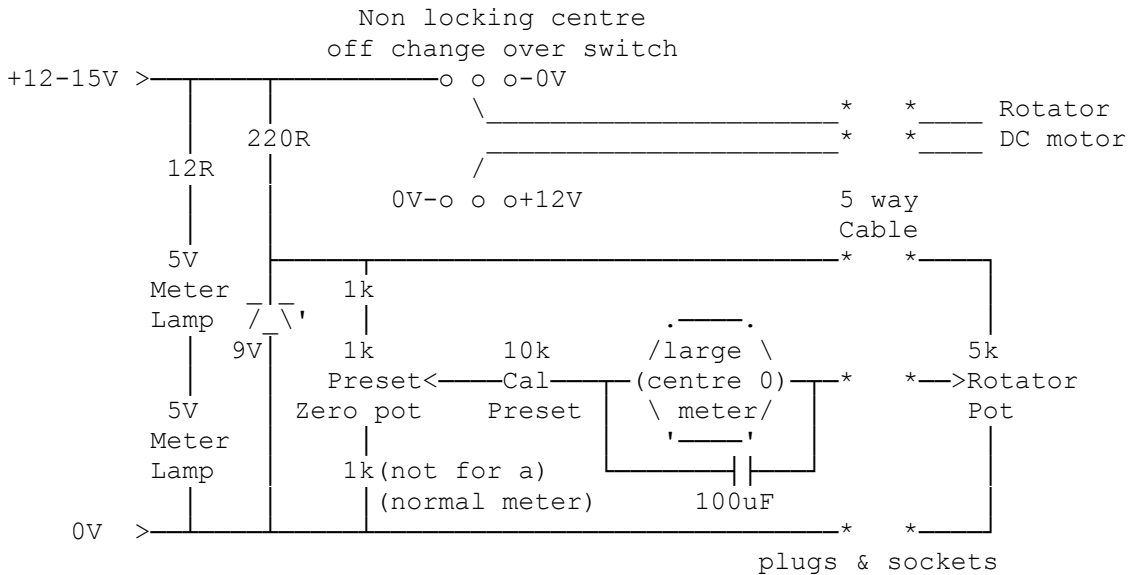 Non locking centre
off change over switch
+12-15V >
o o o-0V
* * Rotator
220R
* * DC motor
12R
0V-o o o+12V
5 way
Cable
5V
* *
Meter
1k
Lamp
9V
1k
10k
/large \
5k
Preset<
Cal
(centre 0)
* *
>Rotator
5V
Zero pot
Preset
\ meter/
Pot
Meter
Lamp
1k(not for a)
(normal meter)
100uF
0V >
* *
plugs & sockets